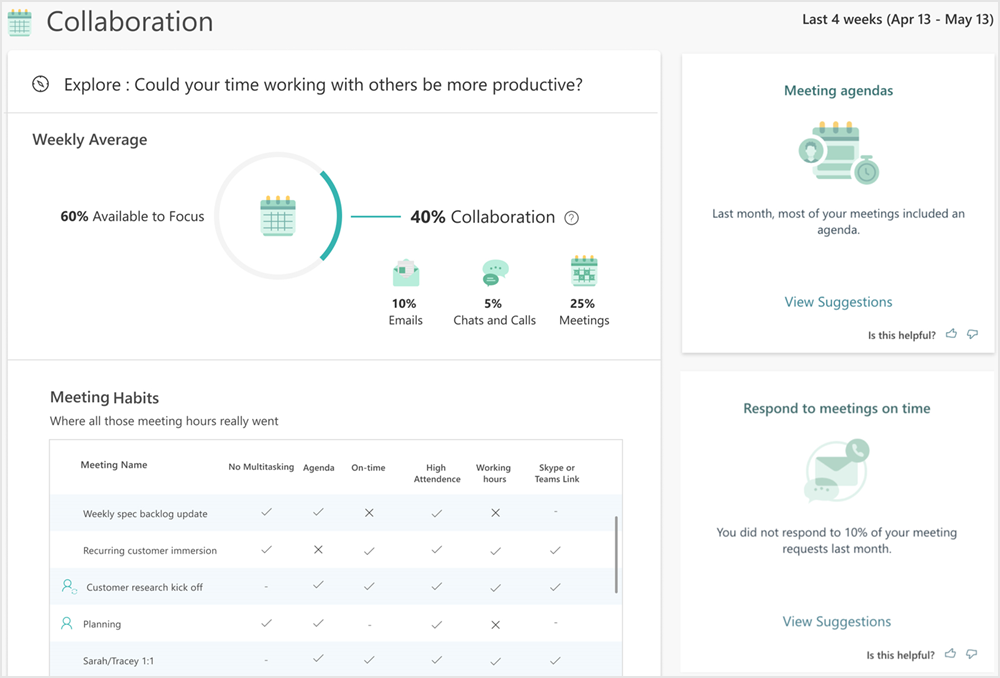 Collaboration
Last 4 weeks (Apr 13 - May 13)
Explore : Could your time working with others be more productive?
Weekly Average
60% Available to Focus
40% Collaboration ?
10%
Emails
5%
Chats and Calls
25%
Meetings
Meeting Habits
Where all those meeting hours really went
Meeting Name
No Multitasking
Agenda
On-time
High
Attendence
Working
hours
Skype or
Teams Link
Weekly spec backlog update ✓ ✓ ✕ ✓ ✕ -
Recurring customer immersion ✓ ✕ ✓ ✓ ✓ ✓
Customer research kick off - ✓ ✓ ✓ ✓ ✓
Planning ✓ ✓ - ✓ ✕ -
Sarah/Tracey 1:1 - ✓ ✓ ✓ ✓ ✓
Meeting agendas
Last month, most of your meetings included an
agenda.
View Suggestions
Is this helpful?
Respond to meetings on time
You did not respond to 10% of your meeting
requests last month.
View Suggestions
Is this helpful?